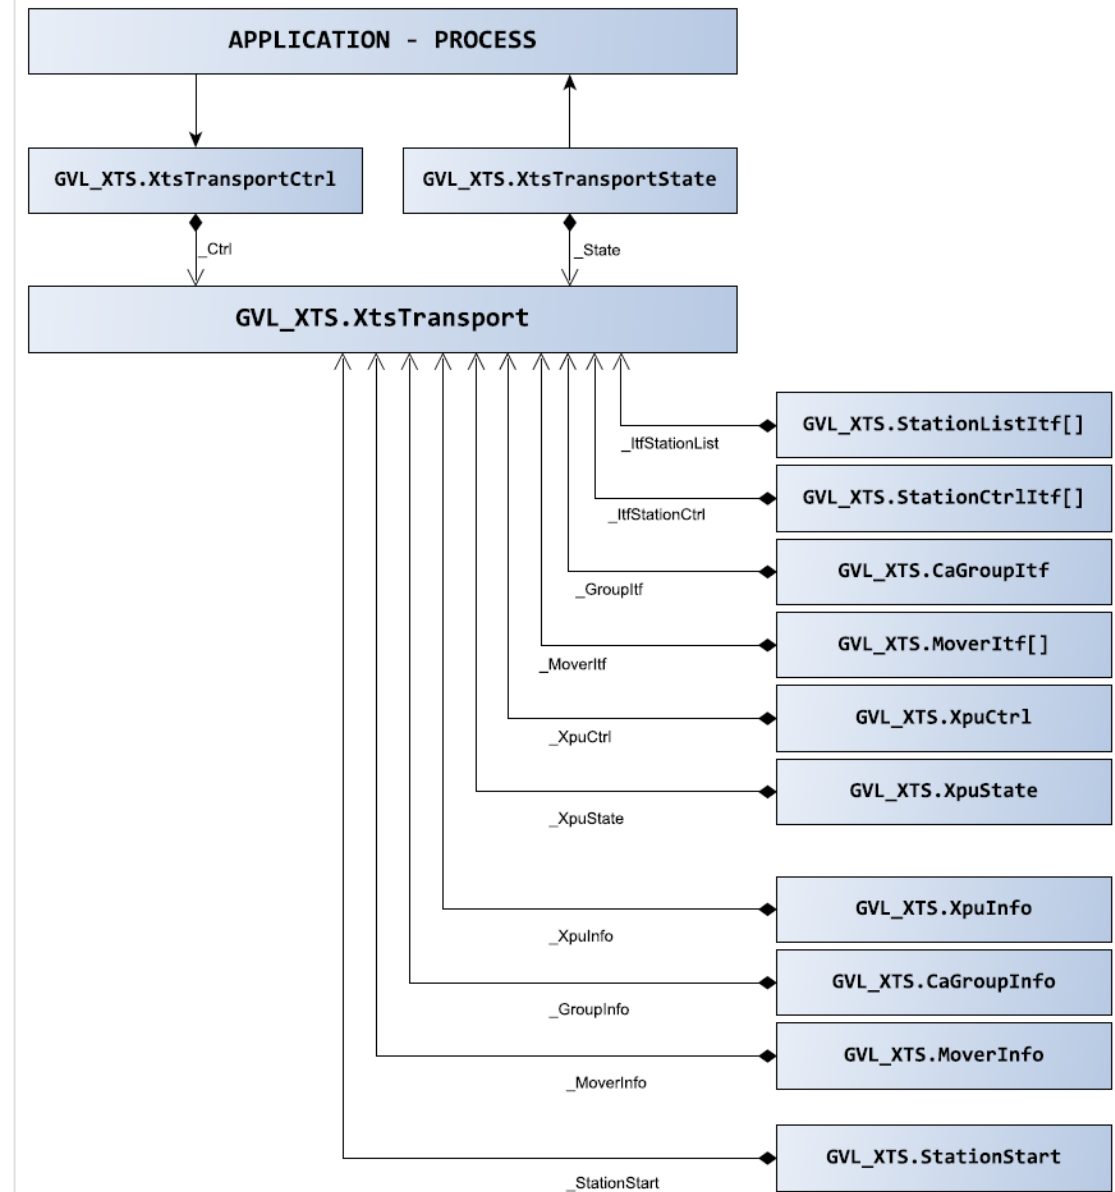 APPLICATION - PROCESS
GVL_XTS.XtsTransportCtrl
GVL_XTS.XtsTransportState
_Ctrl
_State
GVL_XTS.XtsTransport
GVL_XTS.StationListItf[]
_ItfStationList
GVL_XTS.StationCtrlItf[]
_ItfStationCtrl
GVL_XTS.CaGroupItf
_GroupItf
GVL_XTS.MoverItf[]
_MoverItf
GVL_XTS.XpuCtrl
_XpuCtrl
GVL_XTS.XpuState
_XpuState
GVL_XTS.XpuInfo
_XpuInfo
GVL_XTS.CaGroupInfo
_GroupInfo
GVL_XTS.MoverInfo
_MoverInfo
GVL_XTS.StationStart
_StationStart